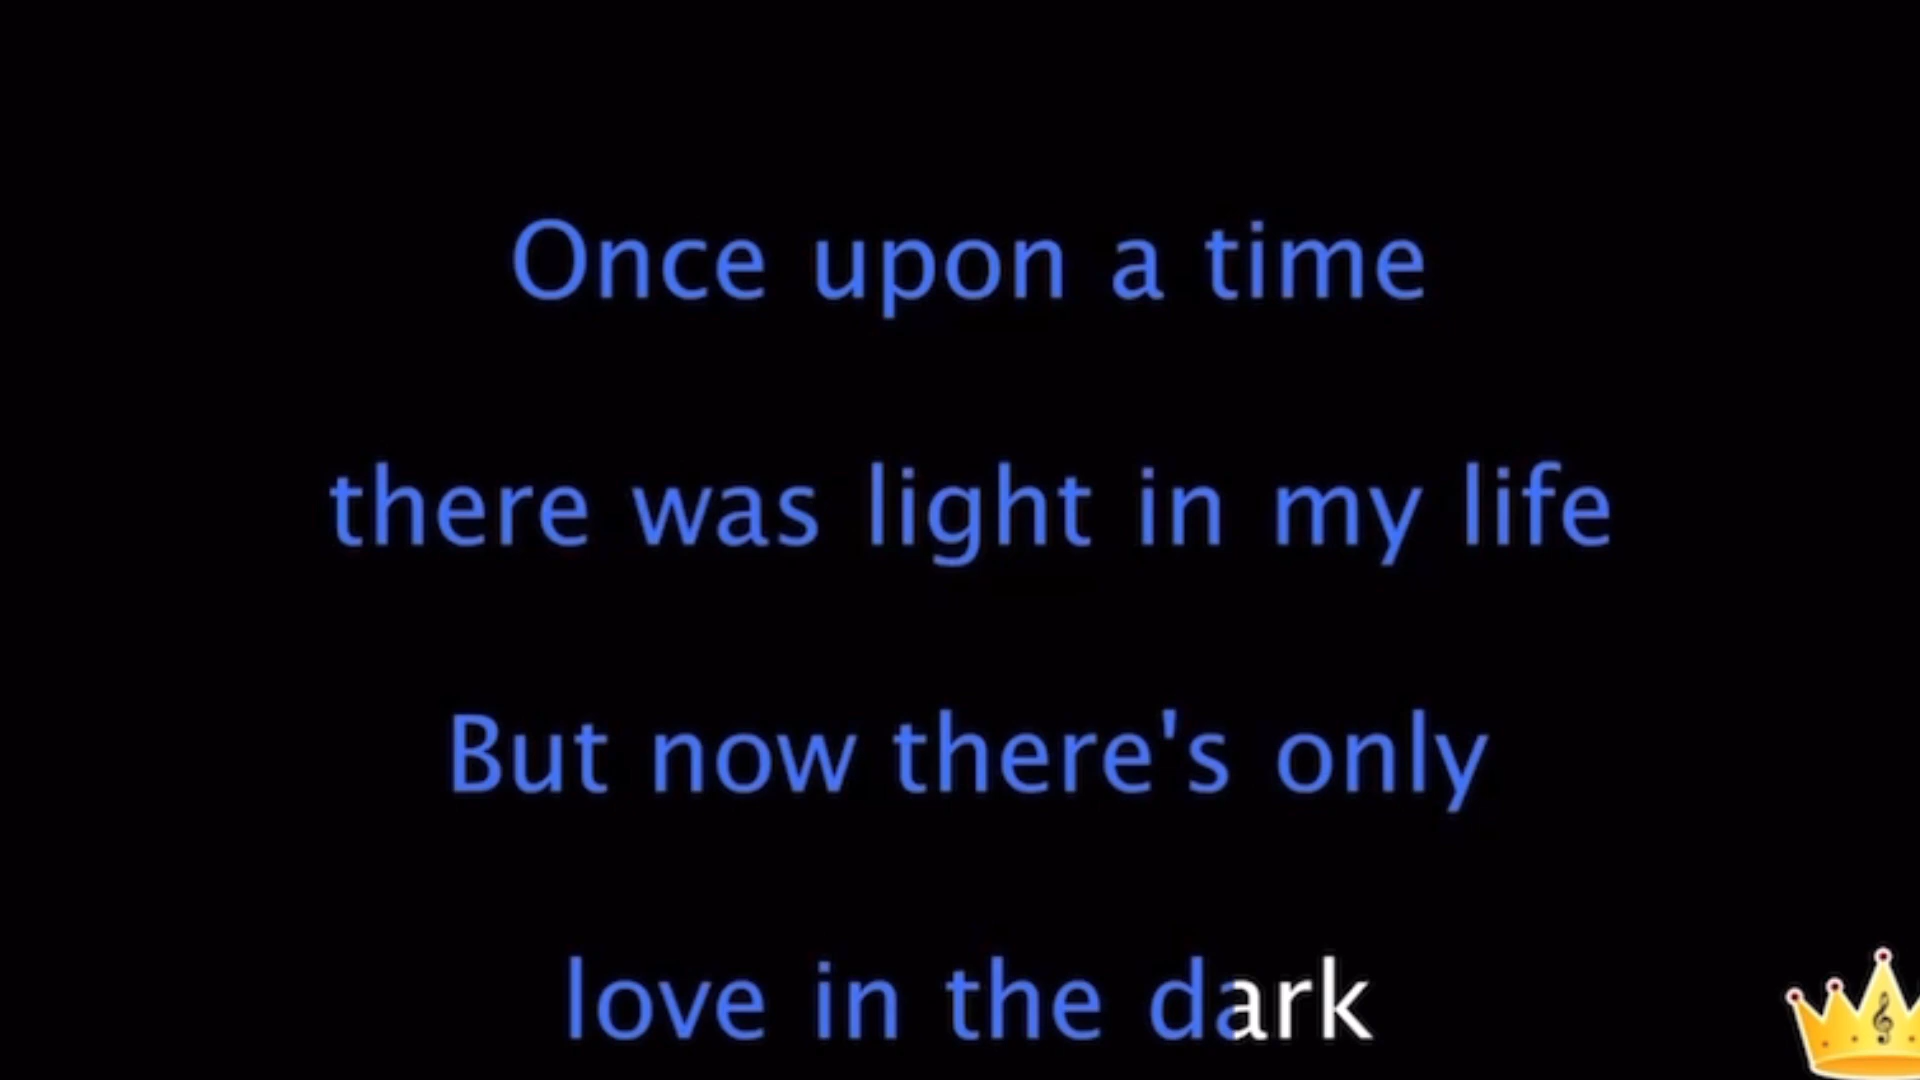 Once upon a time
there was light in my life
But now there's only
love in the dark